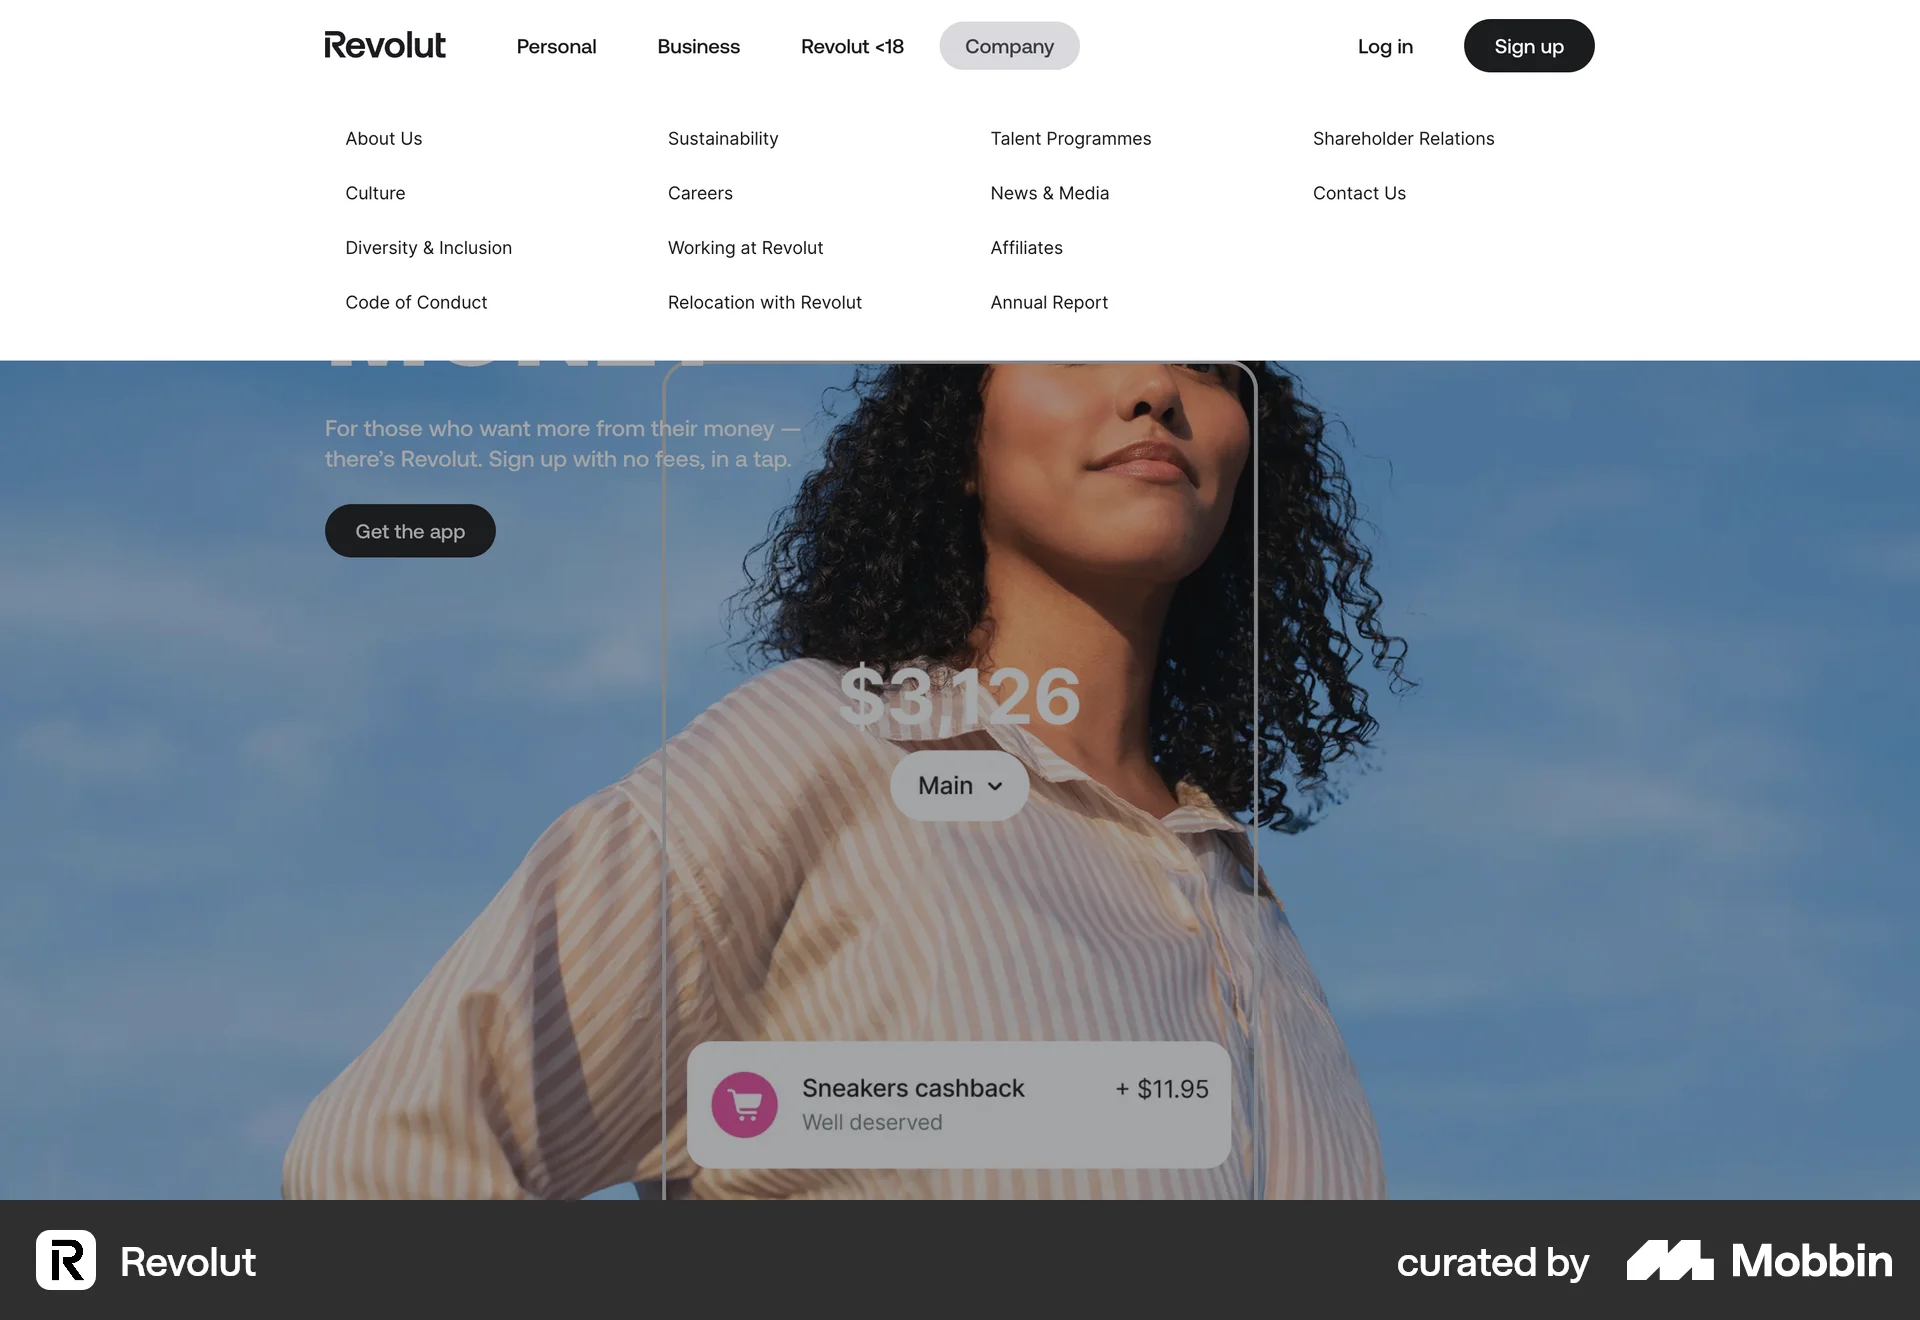 Revolut Personal Business Revolut <18 Company Log in Sign up
About Us Sustainability Talent Programmes Shareholder Relations
Culture Careers News & Media Contact Us
Diversity & Inclusion Working at Revolut Affiliates
Code of Conduct Relocation with Revolut Annual Report
For those who want more from their money —
there’s Revolut. Sign up with no fees, in a tap.
Get the app
$3,126
Main
Sneakers cashback + $11.95
Well deserved
Revolut curated by Mobbin